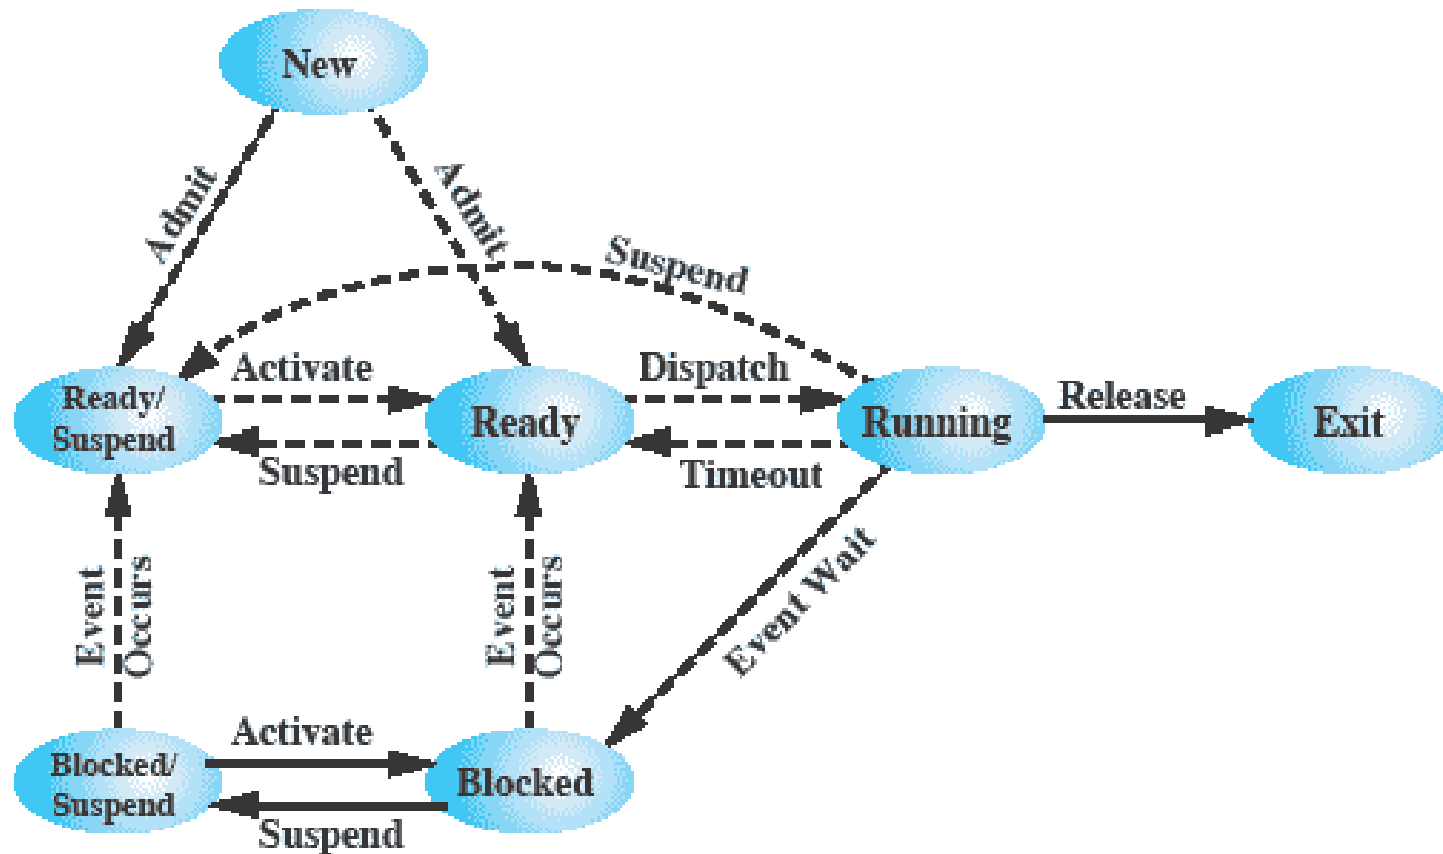 New
Admit
Admit
Suspend
Activate
Dispatch
Release
Ready/
Suspend
Ready
Running
Exit
Suspend
Timeout
Event
Occurs
Event
Occurs
Event Wait
Activate
Blocked/
Suspend
Blocked
Suspend